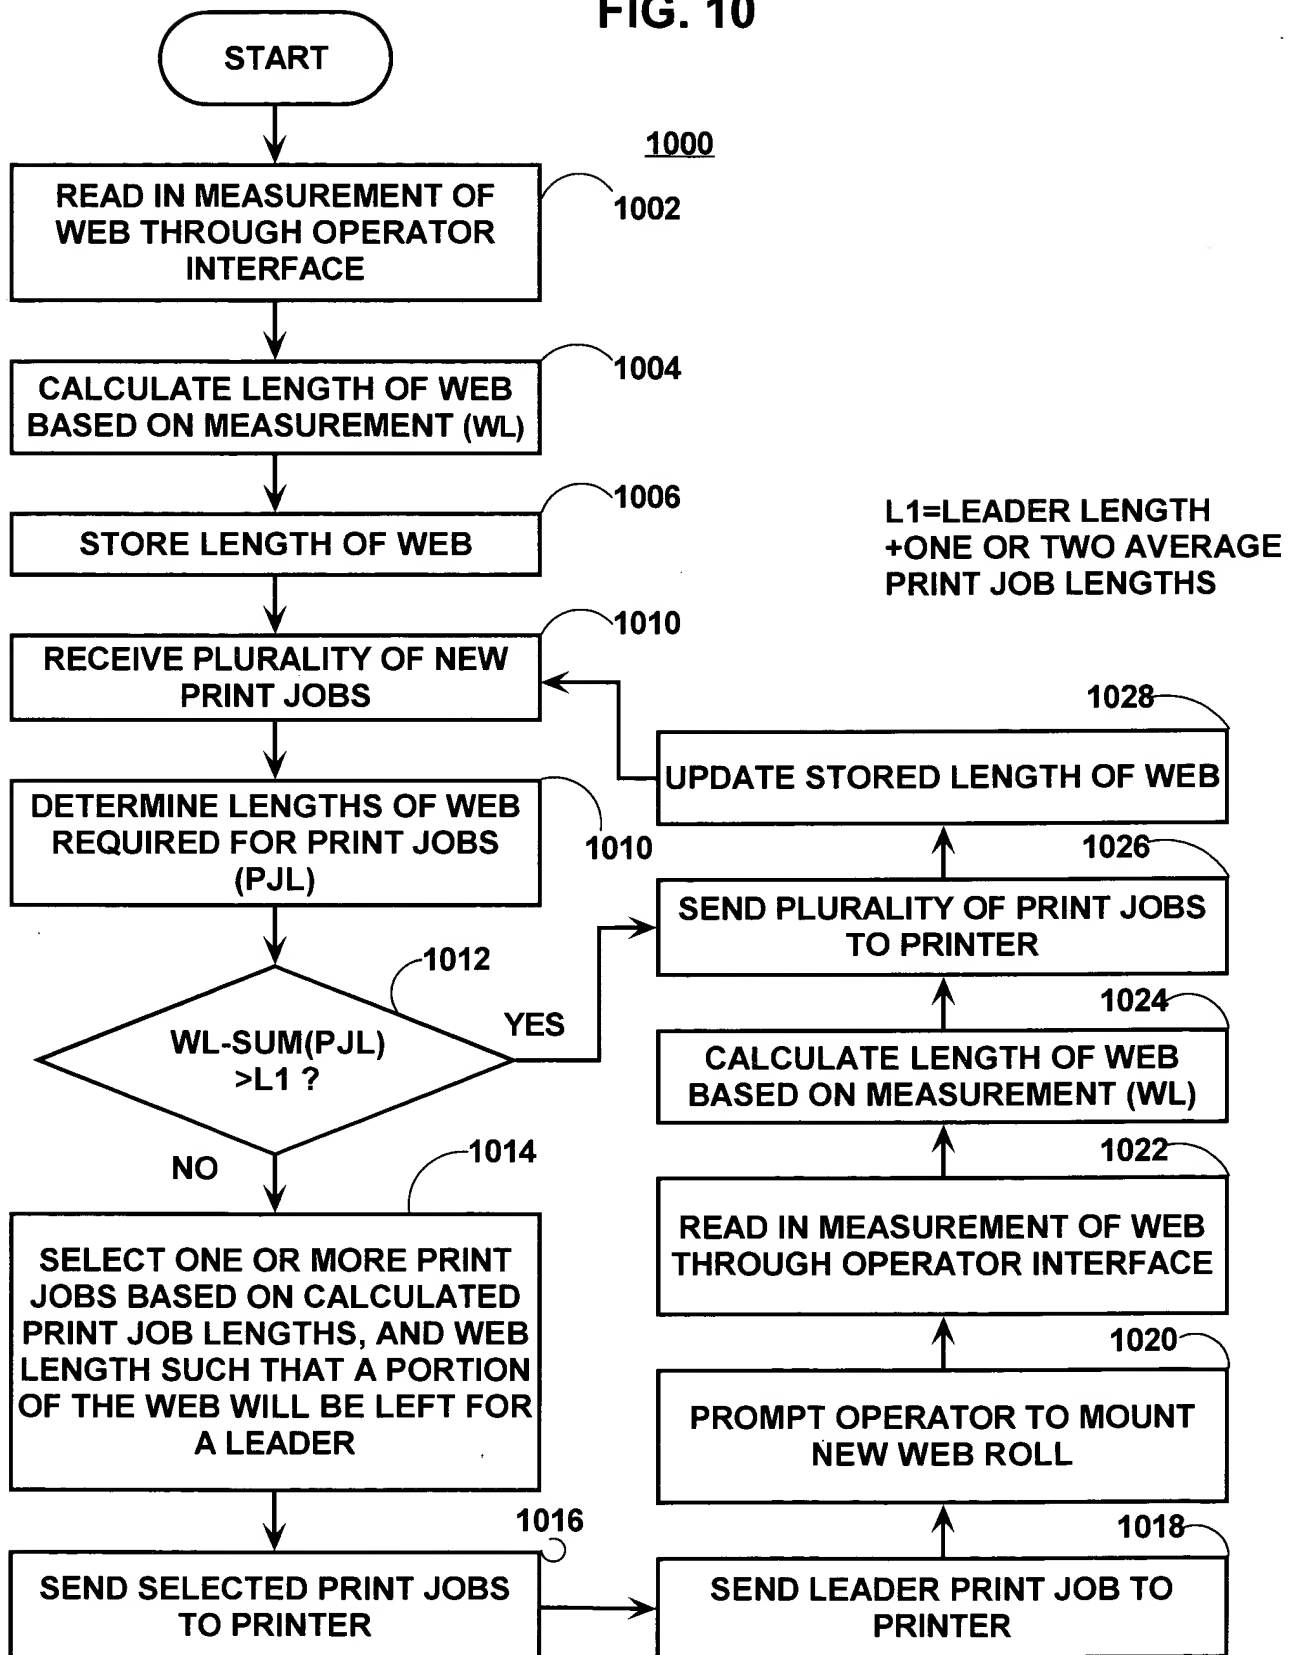 FIG. 10
START
1000
READ IN MEASUREMENT OF
WEB THROUGH OPERATOR
INTERFACE
1002
CALCULATE LENGTH OF WEB
BASED ON MEASUREMENT (WL)
1004
STORE LENGTH OF WEB
1006
L1=LEADER LENGTH
+ONE OR TWO AVERAGE
PRINT JOB LENGTHS
RECEIVE PLURALITY OF NEW
PRINT JOBS
1010
DETERMINE LENGTHS OF WEB
REQUIRED FOR PRINT JOBS
(PJL)
1010
WL-SUM(PJL)
>L1 ?
1012
YES
NO
SELECT ONE OR MORE PRINT
JOBS BASED ON CALCULATED
PRINT JOB LENGTHS, AND WEB
LENGTH SUCH THAT A PORTION
OF THE WEB WILL BE LEFT FOR
A LEADER
1014
SEND SELECTED PRINT JOBS
TO PRINTER
1016
SEND LEADER PRINT JOB TO
PRINTER
1018
PROMPT OPERATOR TO MOUNT
NEW WEB ROLL
1020
READ IN MEASUREMENT OF WEB
THROUGH OPERATOR INTERFACE
1022
CALCULATE LENGTH OF WEB
BASED ON MEASUREMENT (WL)
1024
SEND PLURALITY OF PRINT JOBS
TO PRINTER
1026
UPDATE STORED LENGTH OF WEB
1028